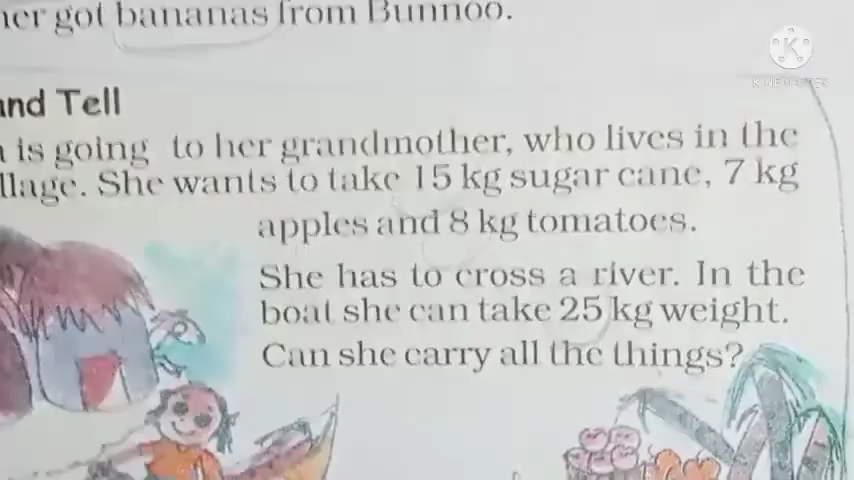 got bananas from Bunnoo.
KINEMASTER
and Tell
is going to her grandmother, who lives in the
She wants to take 15 kg sugar cane, 7 kg
apples and 8 kg tomatoes.
She has to cross a river. In the
boat she can take 25 kg weight.
Can she carry all the things?